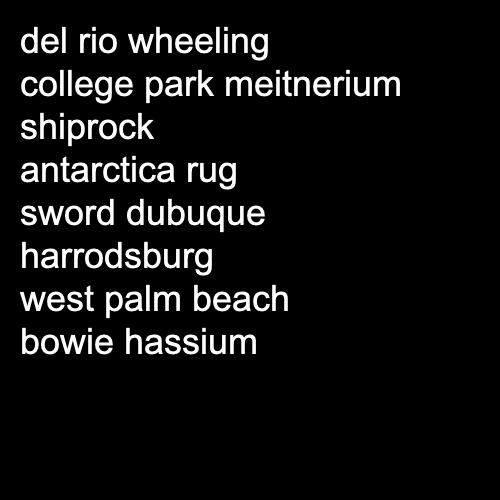 del rio wheeling
college park meitnerium
shiprock
antarctica rug
sword dubuque
harrodsburg
west palm beach
bowie hassium